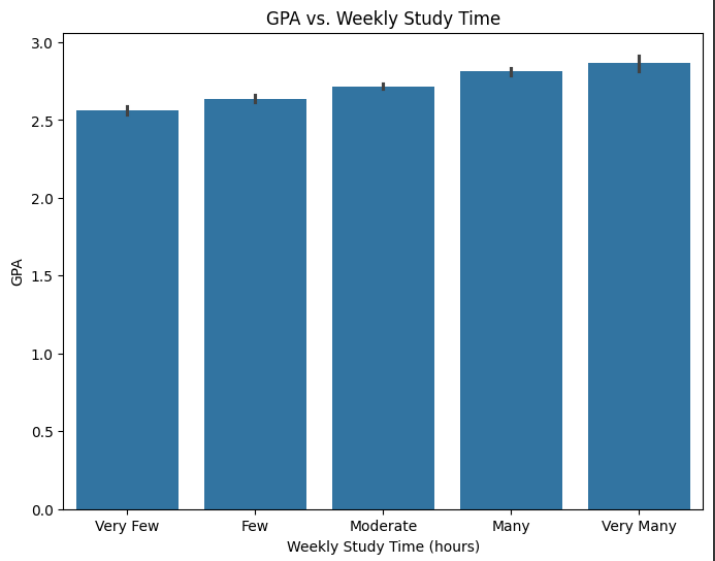 GPA vs. Weekly Study Time
3.0
2.5
2.0
1.5
1.0
0.5
0.0
GPA
Very Few Few Moderate Many Very Many
Weekly Study Time (hours)